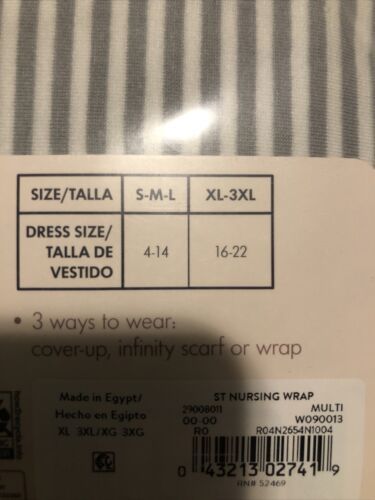 SIZE/TALLA S-M-L XL-3XL
DRESS SIZE/ TALLA DE VESTIDO 4-14 16-22
• 3 ways to wear:
cover-up, infinity scarf or wrap
Made in Egypt/
Hecho en Egipto
XL 3XL/XG 3XG
ST NURSING WRAP
29008011 MULTI
00-00 W090013
R0 R04N2654N1004
0 43213 02741 9
RN# 52469